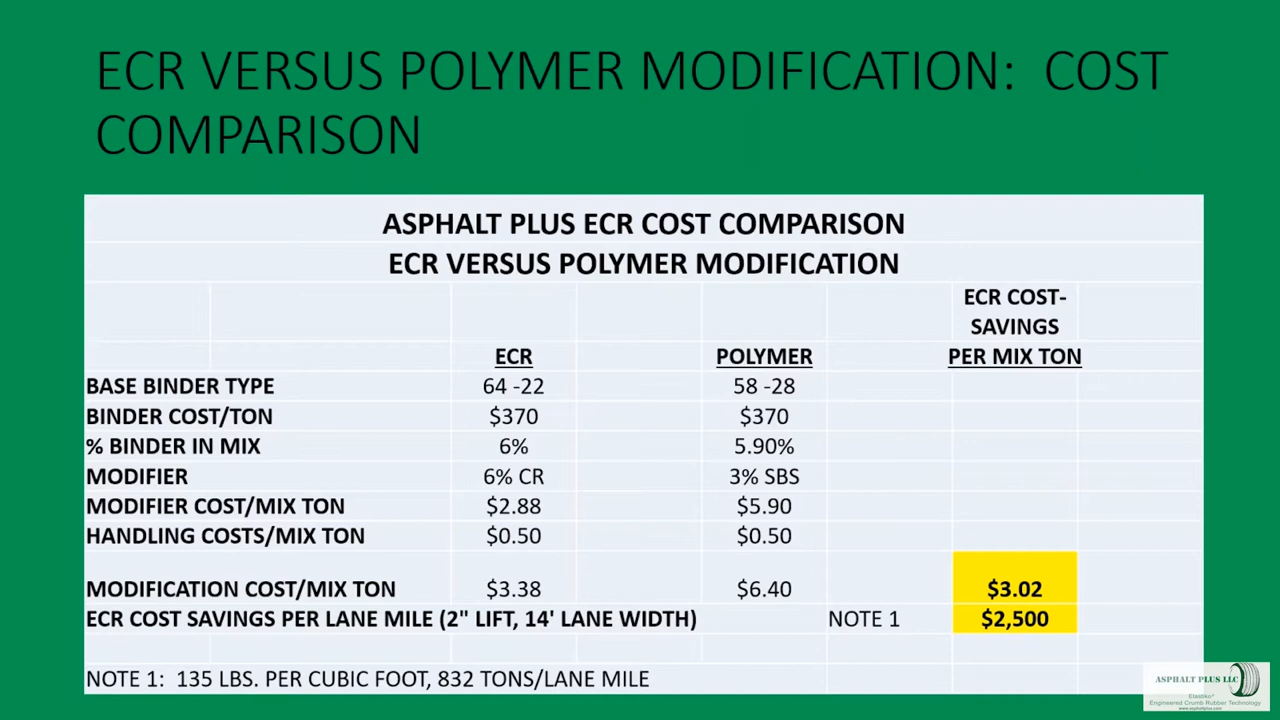 ECR VERSUS POLYMER MODIFICATION: COST
COMPARISON
ASPHALT PLUS ECR COST COMPARISON
ECR VERSUS POLYMER MODIFICATION
ECR COST-
SAVINGS
ECR POLYMER PER MIX TON
BASE BINDER TYPE 64 -22 58 -28
BINDER COST/TON $370 $370
% BINDER IN MIX 6% 5.90%
MODIFIER 6% CR 3% SBS
MODIFIER COST/MIX TON $2.88 $5.90
HANDLING COSTS/MIX TON $0.50 $0.50
MODIFICATION COST/MIX TON $3.38 $6.40 $3.02
ECR COST SAVINGS PER LANE MILE (2" LIFT, 14' LANE WIDTH) NOTE 1 $2,500
NOTE 1: 135 LBS. PER CUBIC FOOT, 832 TONS/LANE MILE
ASPHALT PLUS LLC
Elastiko®
Engineered Crumb Rubber Technology
www.asphaltplus.com